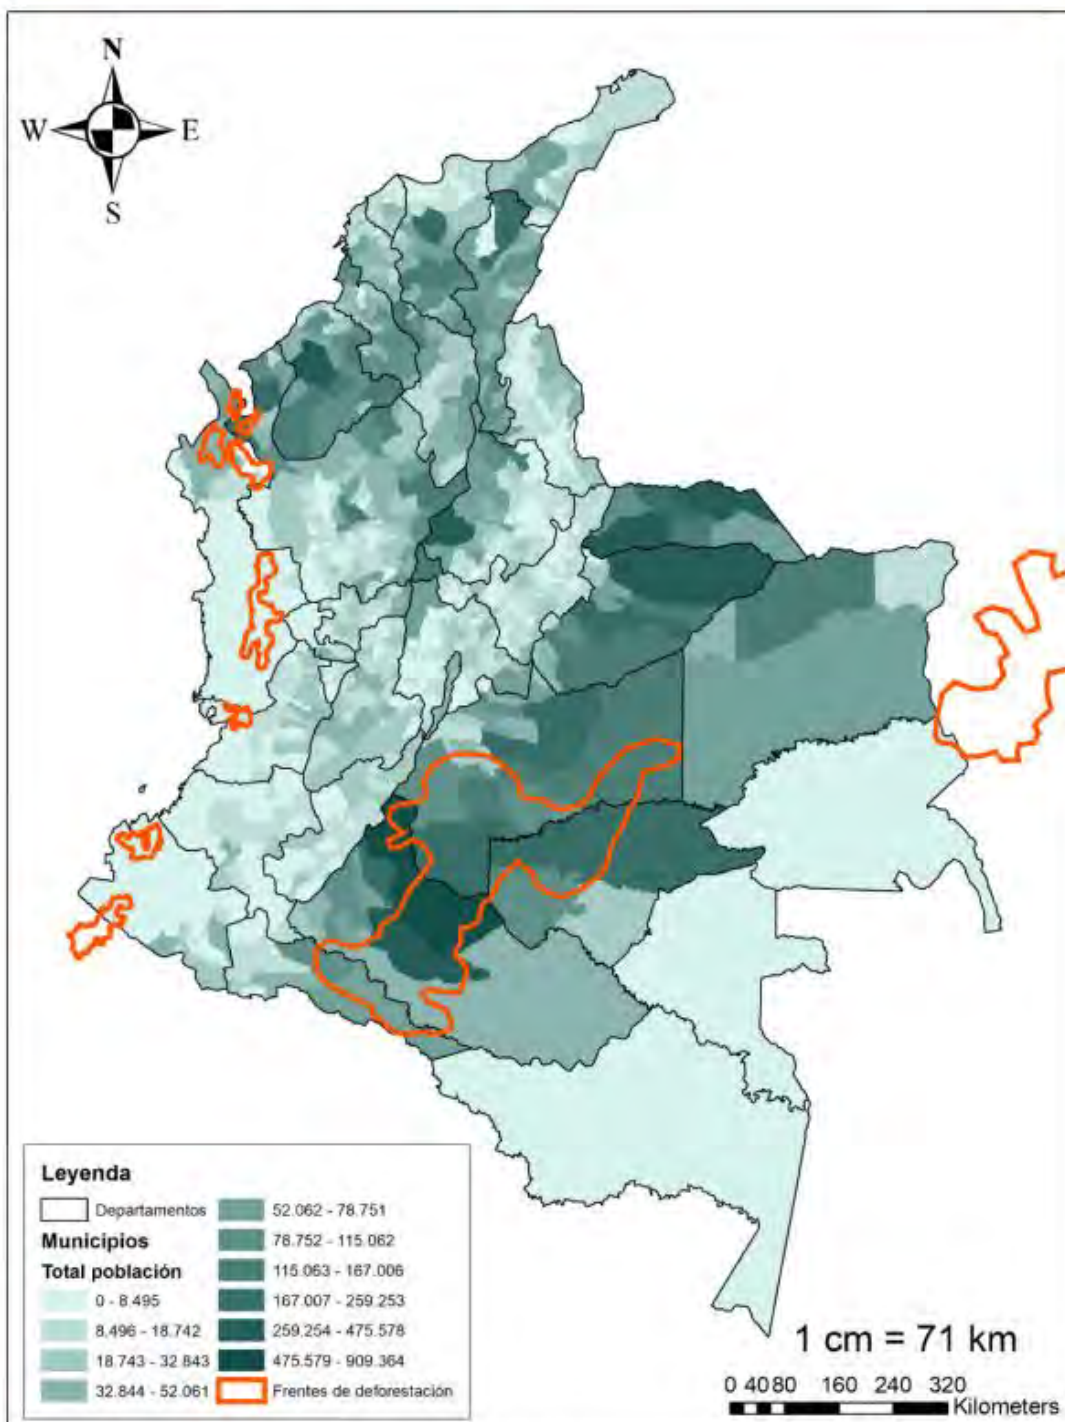 N
W E
S
Leyenda
Departamentos
Municipios
Total población
0 - 8.495
8.496 - 18.742
18.743 - 32.843
32.844 - 52.061
52.062 - 78.751
78.752 - 115.062
115.063 - 167.006
167.007 - 259.253
259.254 - 475.578
475.579 - 909.364
Frentes de deforestación
1 cm = 71 km
0 40 80 160 240 320
Kilometers